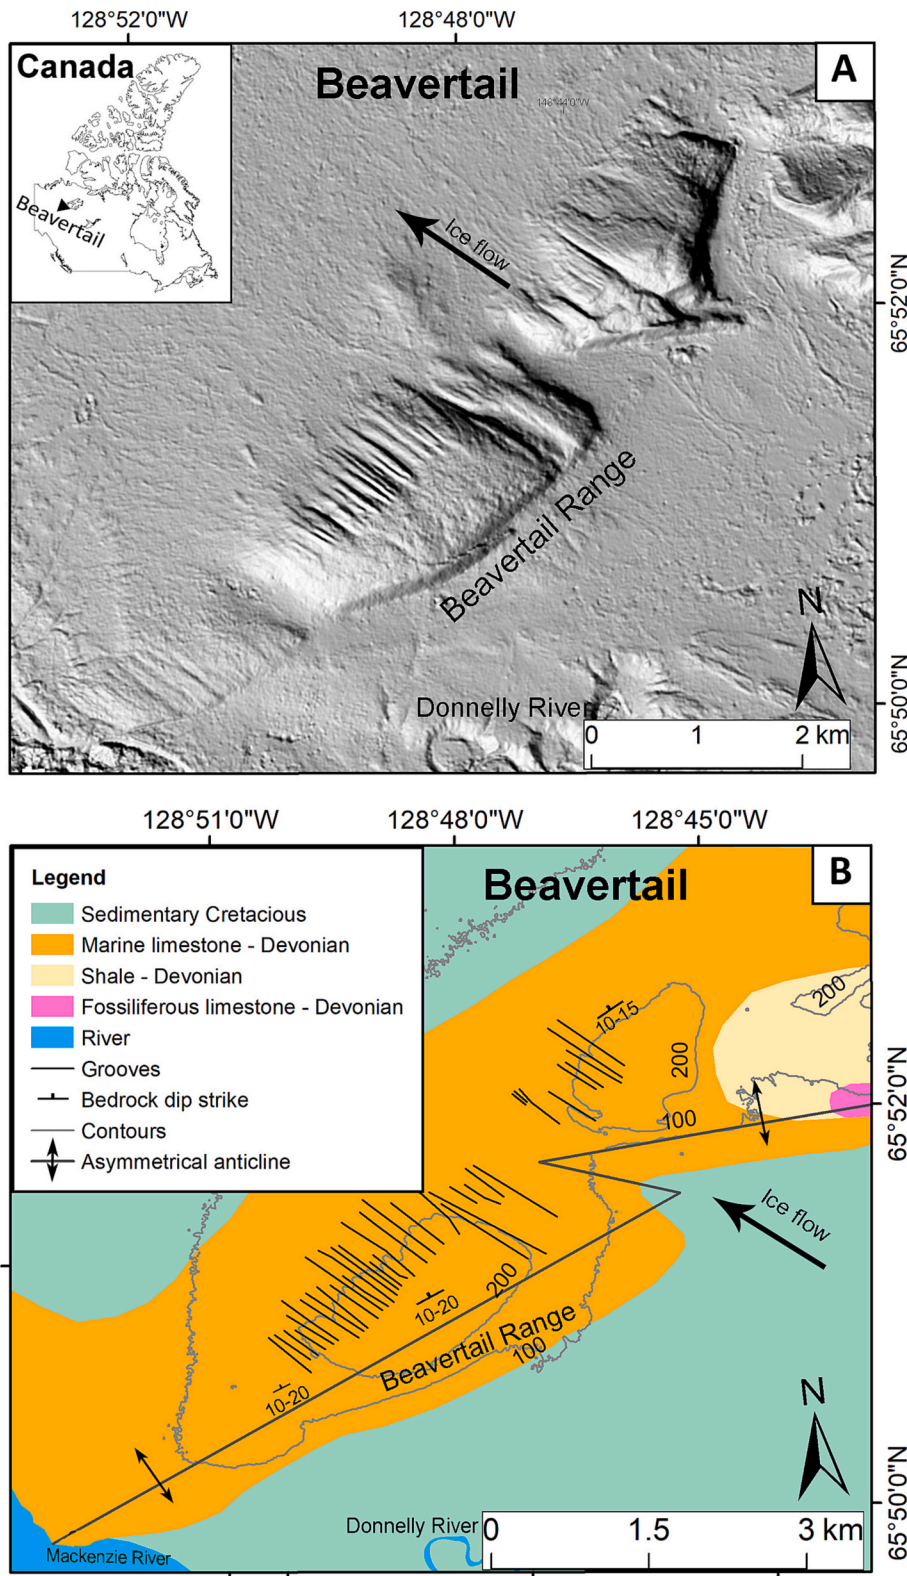 128°52'0"W
128°48'0"W
Canada
Beavertail
A
148°44'0"W
Beavertail
Ice flow
65°52'0"N
Beavertail Range
N
Donnelly River
65°50'0"N
0 1 2 km
128°51'0"W
128°48'0"W
128°45'0"W
Legend
Beavertail
B
Sedimentary Cretacious
Marine limestone - Devonian
Shale - Devonian
Fossiliferous limestone - Devonian
River
Grooves
Bedrock dip strike
Contours
Asymmetrical anticline
200
10-15
200
65°52'0"N
100
Ice flow
200
10-20
Beavertail Range
100
10-20
N
65°50'0"N
Donnelly River
0 1.5 3 km
Mackenzie River